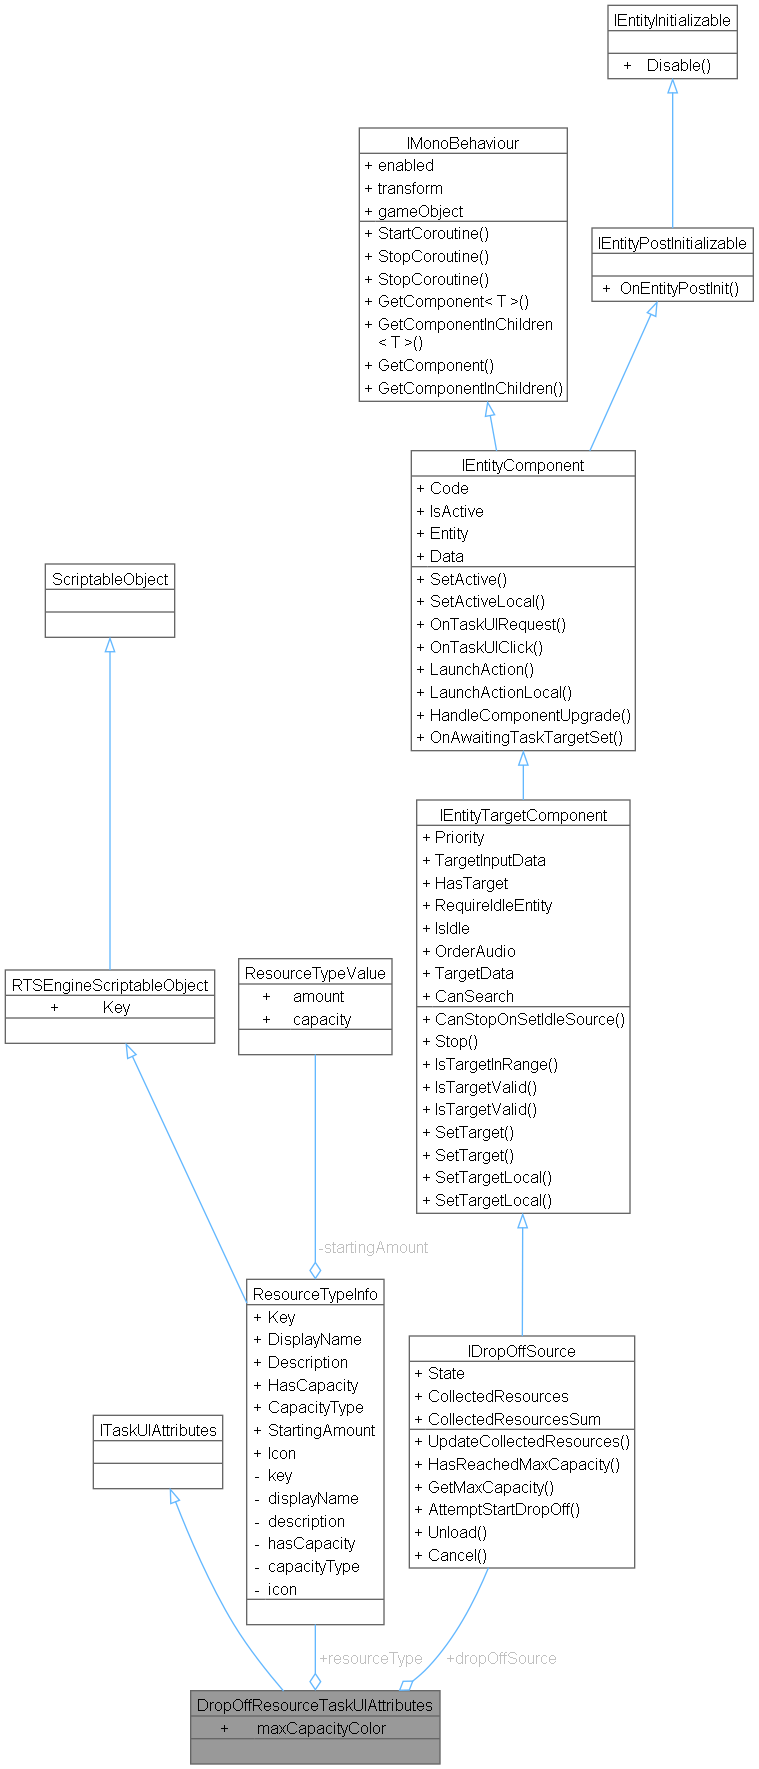 IEntityInitializable
+ Disable()
IMonoBehaviour
+ enabled
+ transform
+ gameObject
+ StartCoroutine()
+ StopCoroutine()
+ StopCoroutine()
+ GetComponent< T >()
+ GetComponentInChildren
< T >()
+ GetComponent()
+ GetComponentInChildren()
IEntityPostInitializable
+ OnEntityPostInit()
IEntityComponent
+ Code
+ IsActive
+ Entity
+ Data
+ SetActive()
+ SetActiveLocal()
+ OnTaskUIRequest()
+ OnTaskUIClick()
+ LaunchAction()
+ LaunchActionLocal()
+ HandleComponentUpgrade()
+ OnAwaitingTaskTargetSet()
ScriptableObject
IEntityTargetComponent
+ Priority
+ TargetInputData
+ HasTarget
+ RequireIdleEntity
+ IsIdle
+ OrderAudio
+ TargetData
+ CanSearch
+ CanStopOnSetIdleSource()
+ Stop()
+ IsTargetInRange()
+ IsTargetValid()
+ IsTargetValid()
+ SetTarget()
+ SetTarget()
+ SetTargetLocal()
+ SetTargetLocal()
RTSEngineScriptableObject
+ Key
ResourceTypeValue
+ amount
+ capacity
-startingAmount
ResourceTypeInfo
+ Key
+ DisplayName
+ Description
+ HasCapacity
+ CapacityType
+ StartingAmount
+ Icon
- key
- displayName
- description
- hasCapacity
- capacityType
- icon
IDropOffSource
+ State
+ CollectedResources
+ CollectedResourcesSum
+ UpdateCollectedResources()
+ HasReachedMaxCapacity()
+ GetMaxCapacity()
+ AttemptStartDropOff()
+ Unload()
+ Cancel()
ITaskUIAttributes
+resourceType
+dropOffSource
DropOffResourceTaskUIAttributes
+ maxCapacityColor